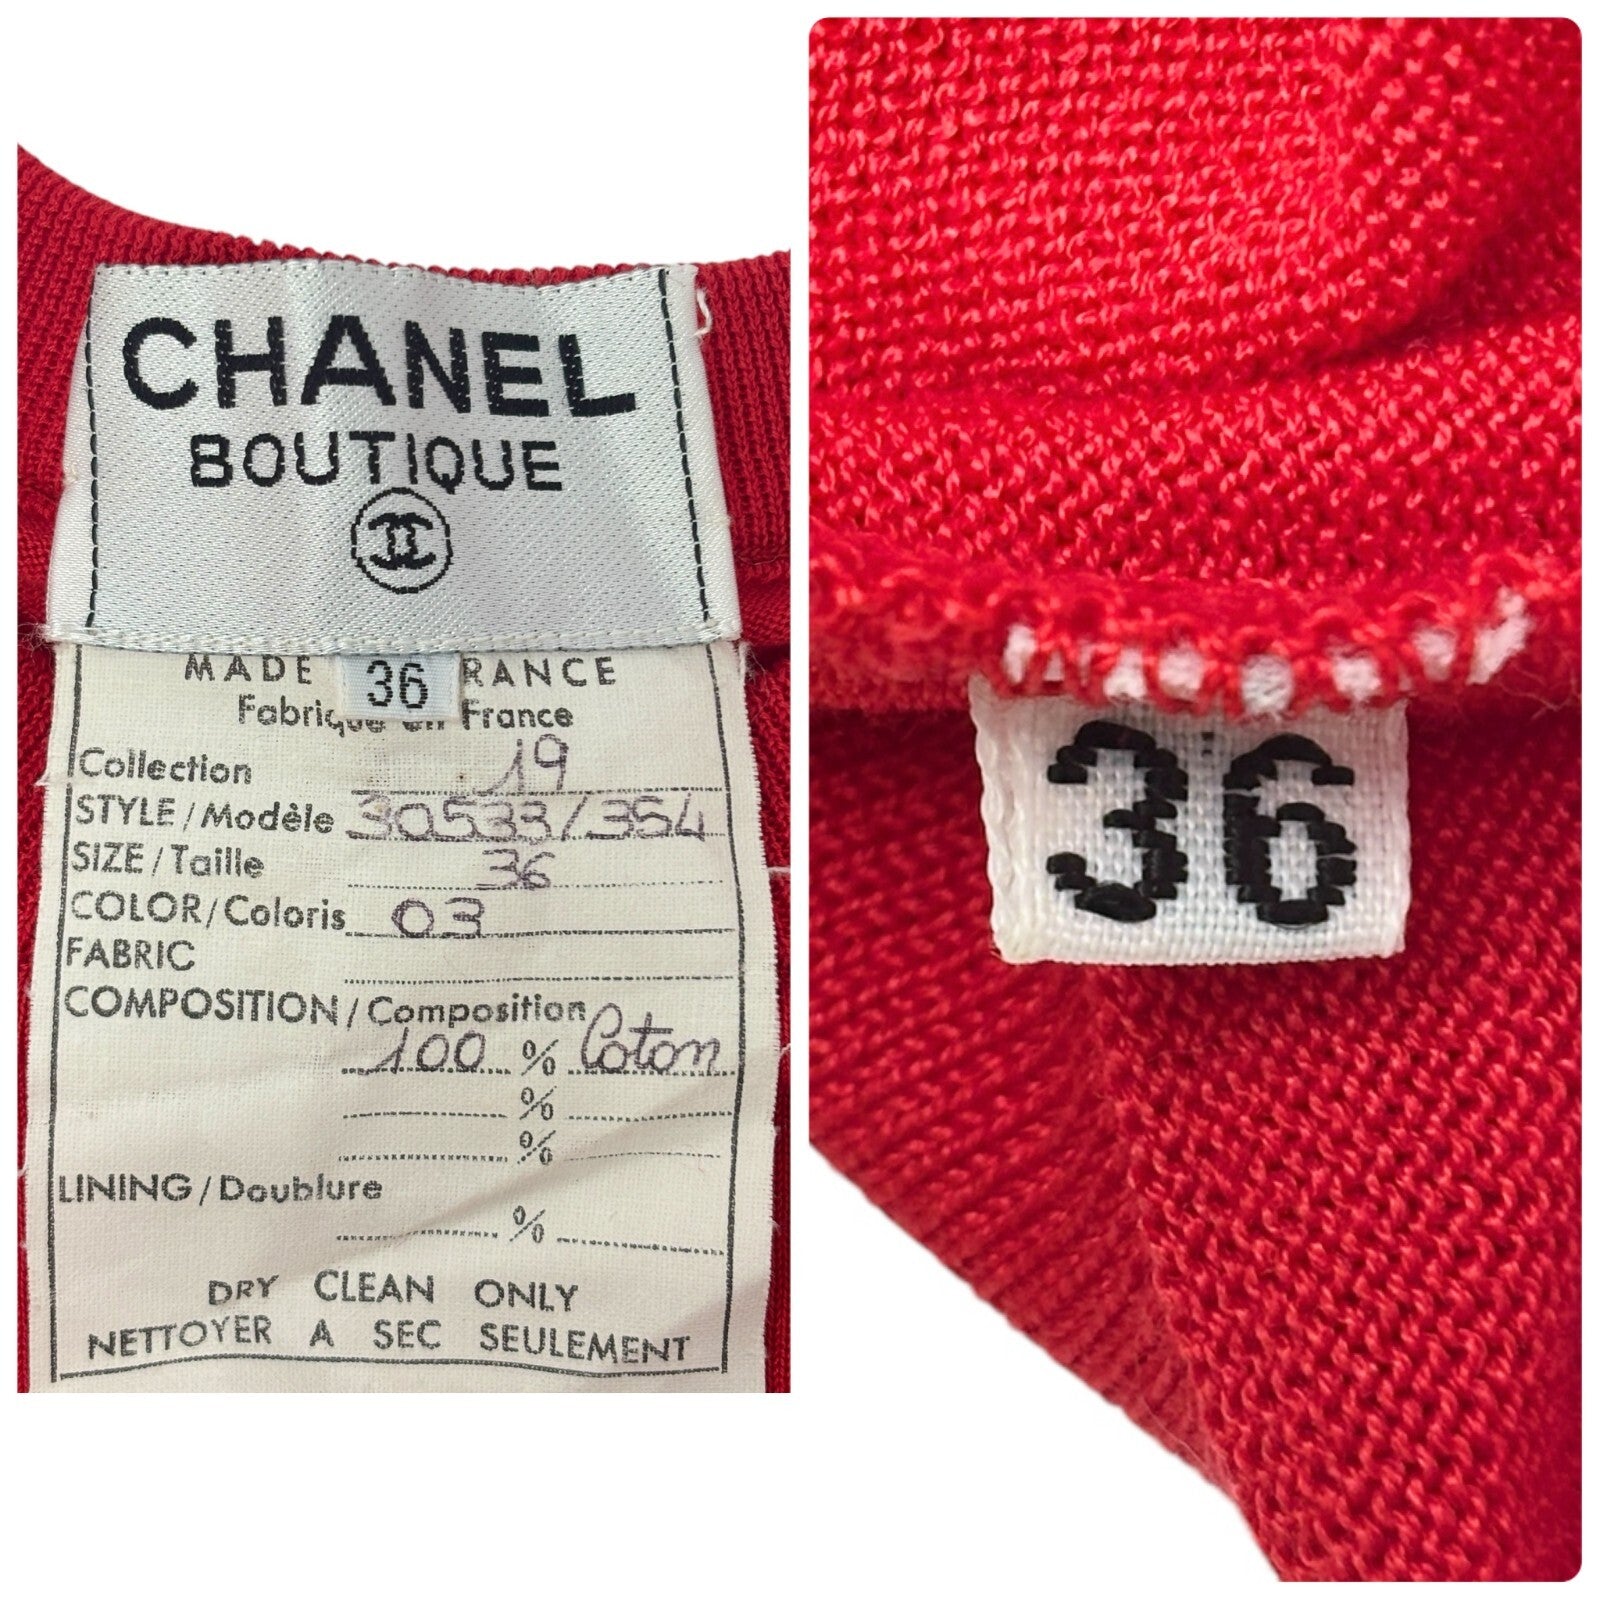 CHANEL
BOUTIQUE
MADE RANCE
36
Fabrique en France
Collection 19
STYLE/Modèle 30533/354
SIZE/Taille 36
COLOR/Coloris 03
FABRIC
COMPOSITION/Composition
100 % Coton
%
%
LINING/Doublure
%
DRY CLEAN ONLY
NETTOYER A SEC SEULEMENT
36